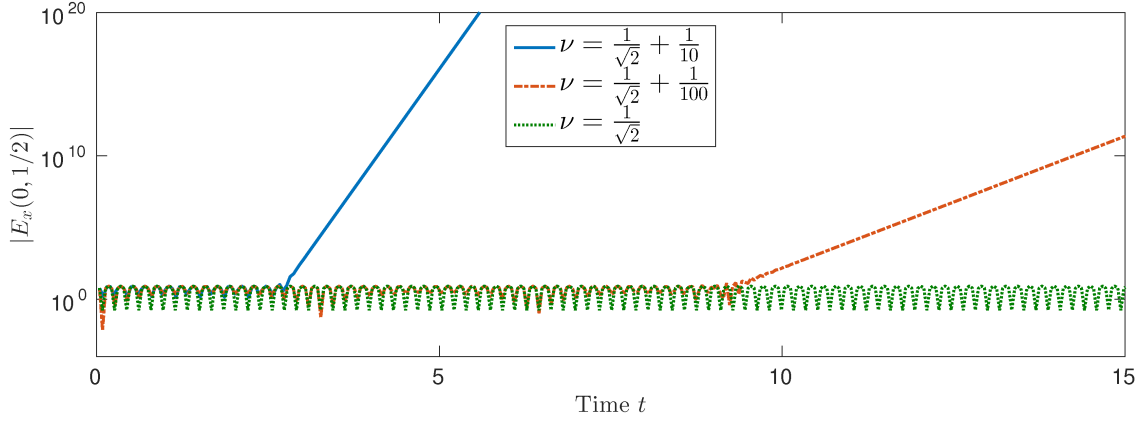 10^20
10^10
10^0
|E_x(0, 1/2)|
ν = 1/√2 + 1/10
ν = 1/√2 + 1/100
ν = 1/√2
0 5 10 15
Time t